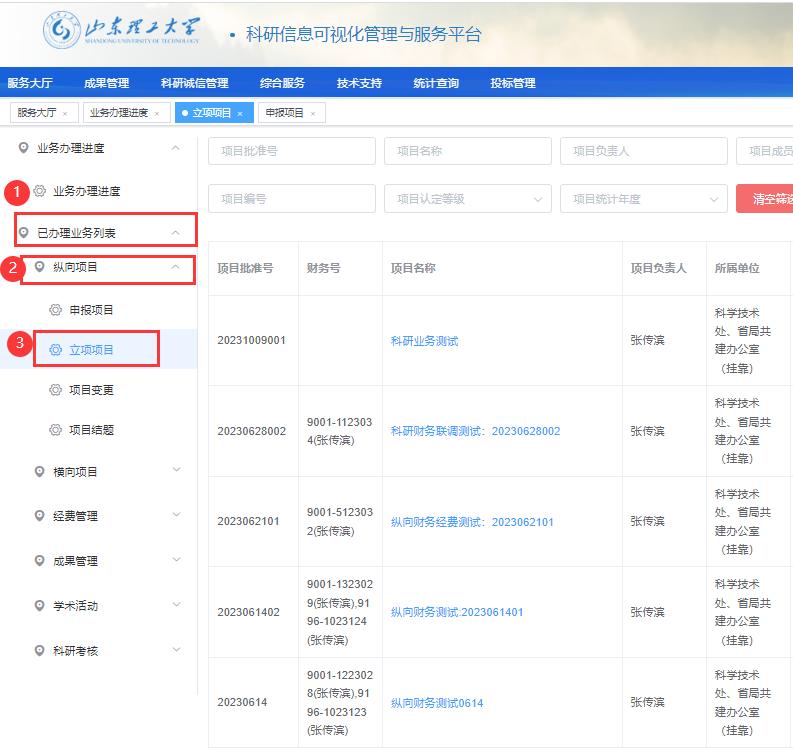 山东理工大学
SHANDONG UNIVERSITY OF TECHNOLOGY
• 科研信息可视化管理与服务平台
服务大厅 成果管理 科研诚信管理 综合服务 技术支持 统计查询 投标管理
服务大厅 × 业务办理进度 × 立项项目 × 申报项目 ×
业务办理进度
1 业务办理进度
已办理业务列表
2 纵向项目
申报项目
3 立项项目
项目变更
项目结题
横向项目
经费管理
成果管理
学术活动
科研考核
项目批准号 项目名称 项目负责人 项目成员
项目编号 项目认定等级 项目统计年度 清空筛选
项目批准号 财务号 项目名称 项目负责人 所属单位
20231009001 科研业务测试 张传滨
科学技术
处、省局共
建办公室
（挂靠）
20230628002
9001-112303
4(张传滨)
科研财务联调测试：20230628002 张传滨
科学技术
处、省局共
建办公室
（挂靠）
2023062101
9001-512303
2(张传滨)
纵向财务经费测试：2023062101 张传滨
科学技术
处、省局共
建办公室
（挂靠）
2023061402
9001-132302
9(张传滨),91
96-1023124
(张传滨)
纵向财务测试:2023061401 张传滨
科学技术
处、省局共
建办公室
（挂靠）
20230614
9001-122302
8(张传滨),91
96-1023123
(张传滨)
纵向财务测试0614 张传滨
科学技术
处、省局共
建办公室
（挂靠）